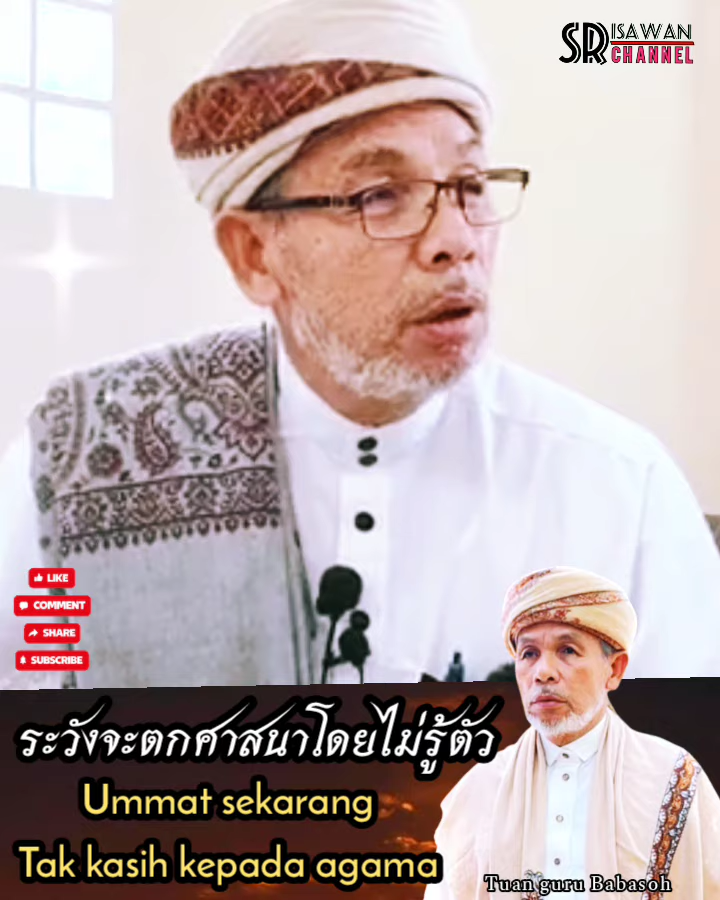 SR ISAWAN
CHANNEL
LIKE
COMMENT
SHARE
SUBSCRIBE
ระวังจะตกศาสนาโดยไม่รู้ตัว
Ummat sekarang
Tak kasih kepada agama
Tuan guru Babasoh